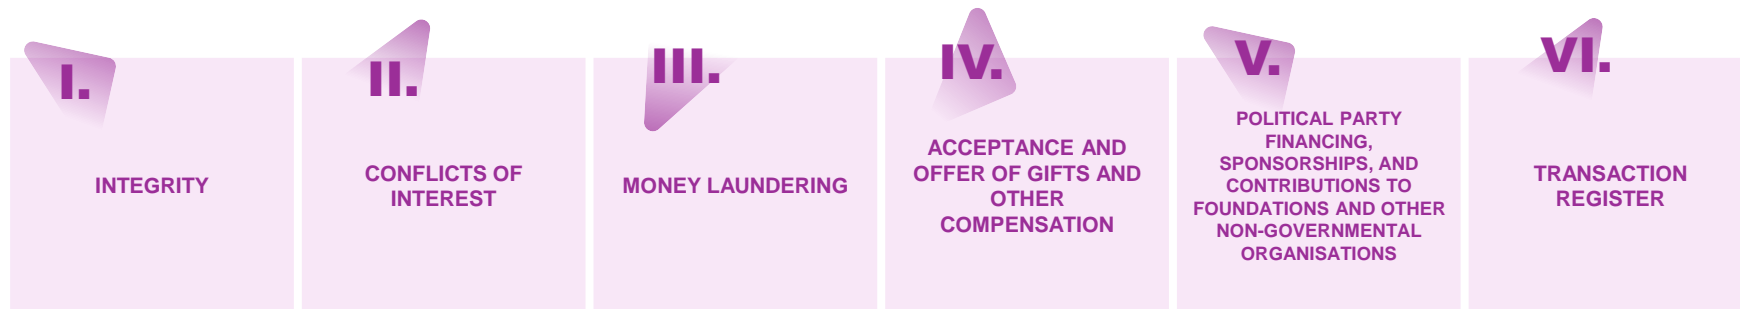 I.
INTEGRITY
II.
CONFLICTS OF
INTEREST
III.
MONEY LAUNDERING
IV.
ACCEPTANCE AND
OFFER OF GIFTS AND
OTHER
COMPENSATION
V.
POLITICAL PARTY
FINANCING,
SPONSORSHIPS, AND
CONTRIBUTIONS TO
FOUNDATIONS AND OTHER
NON-GOVERNMENTAL
ORGANISATIONS
VI.
TRANSACTION
REGISTER